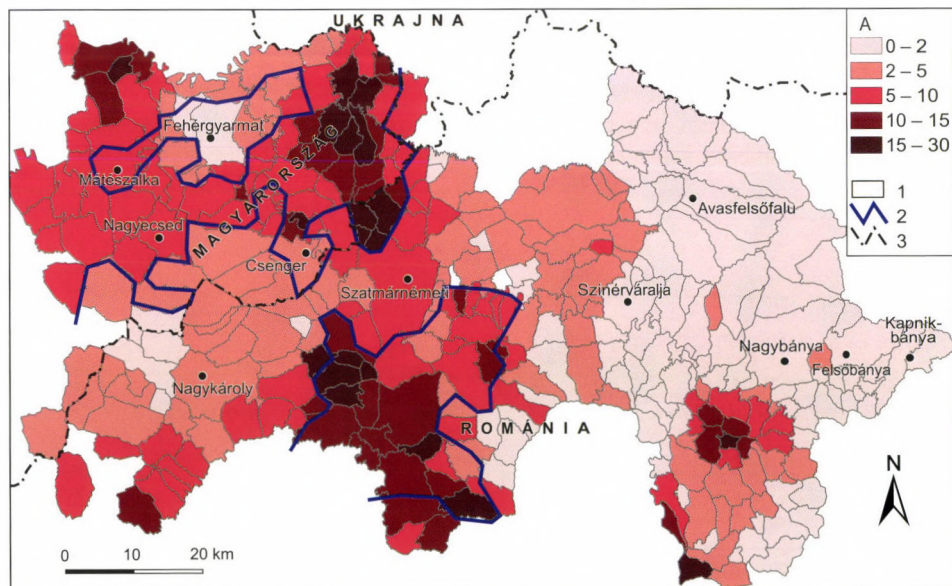 UKRAJNA
A
0 – 2
2 – 5
5 – 10
10 – 15
15 – 30
1
2
3
Fehérgyarmat
Mátészalka
MAGYARORSZÁG
Avasfelsőfalu
Nagyecsed
Csenger
Szatmárnémeti
Színérváralja
Kapnik-
bánya
Nagybánya
Felsőbánya
Nagykároly
ROMÁNIA
N
0 10 20 km